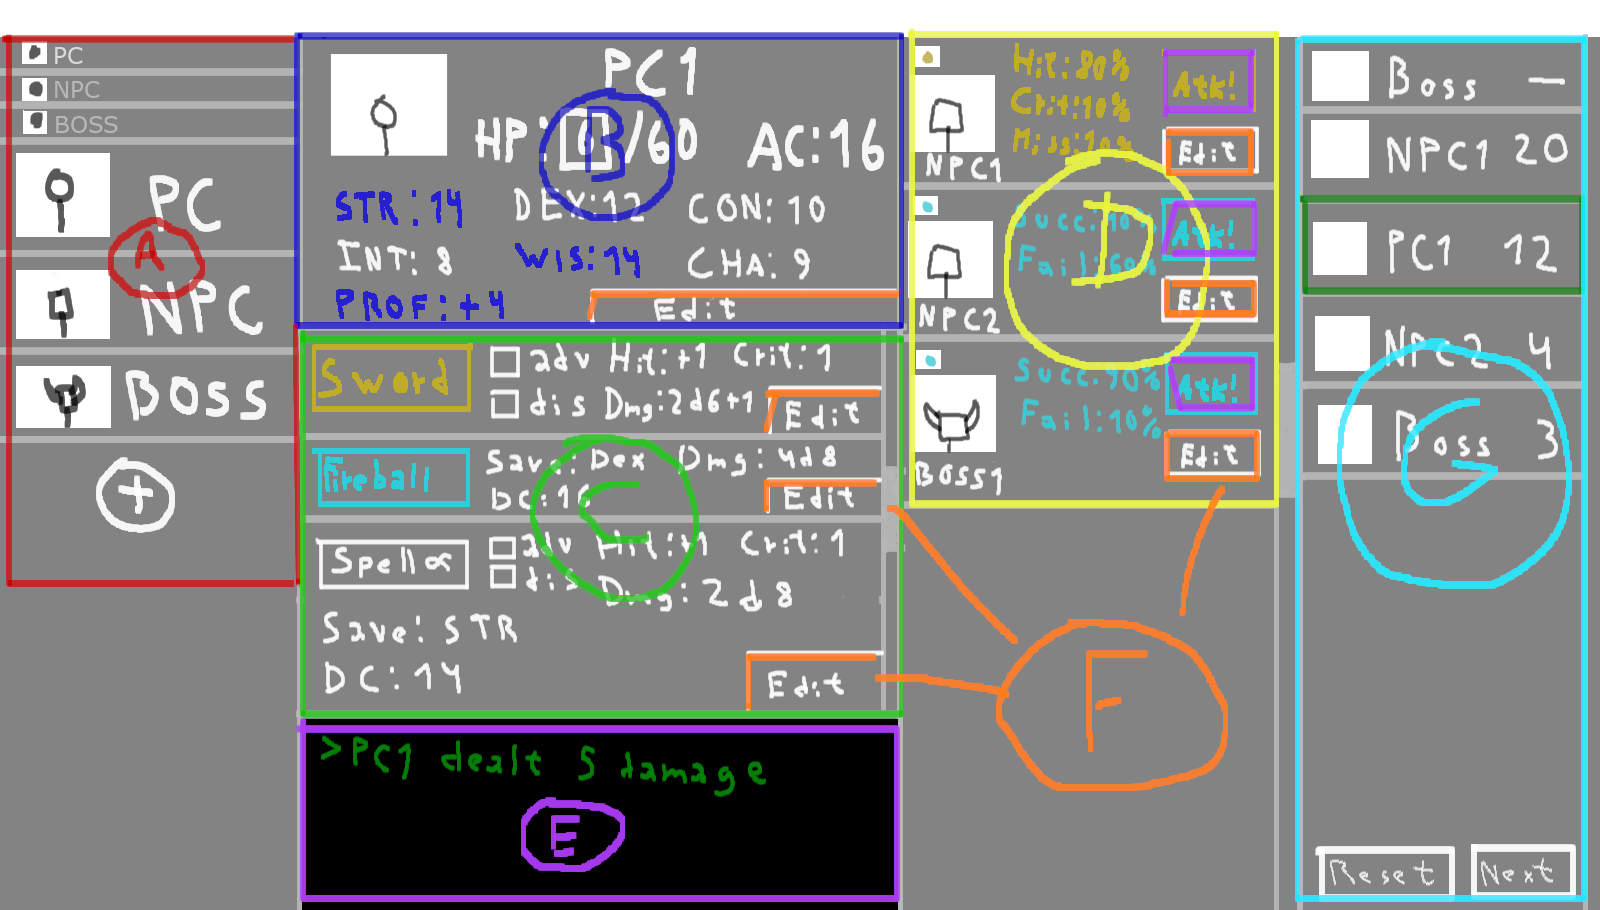 PC
NPC
BOSS
PC
A
NPC
BOSS
+
PC1
HP: /60 AC:16
B
STR:14 DEX:12 CON:10
INT:8 WIS:14 CHA:9
PROF:+4 Edit
Sword
adv Hit:+1 Crit:1
dis Dmg:2d6+1
Edit
Fireball
Save: Dex Dmg: 4d8
DC:16
Edit
C
Spell
adv Hit:+1 Crit:1
dis Dmg:2d8
Save: STR
DC:14
Edit
>PC1 dealt 5 damage
E
Hit:80%
Crit:10%
Miss:10%
Atk!
Edit
NPC1
D
Succ:40%
Fail:60%
Atk!
Edit
NPC2
Succ:90%
Fail:10%
Atk!
Edit
BOSS1
F
Boss —
NPC1 20
PC1 12
NPC2 4
Boss 3
G
Reset Next